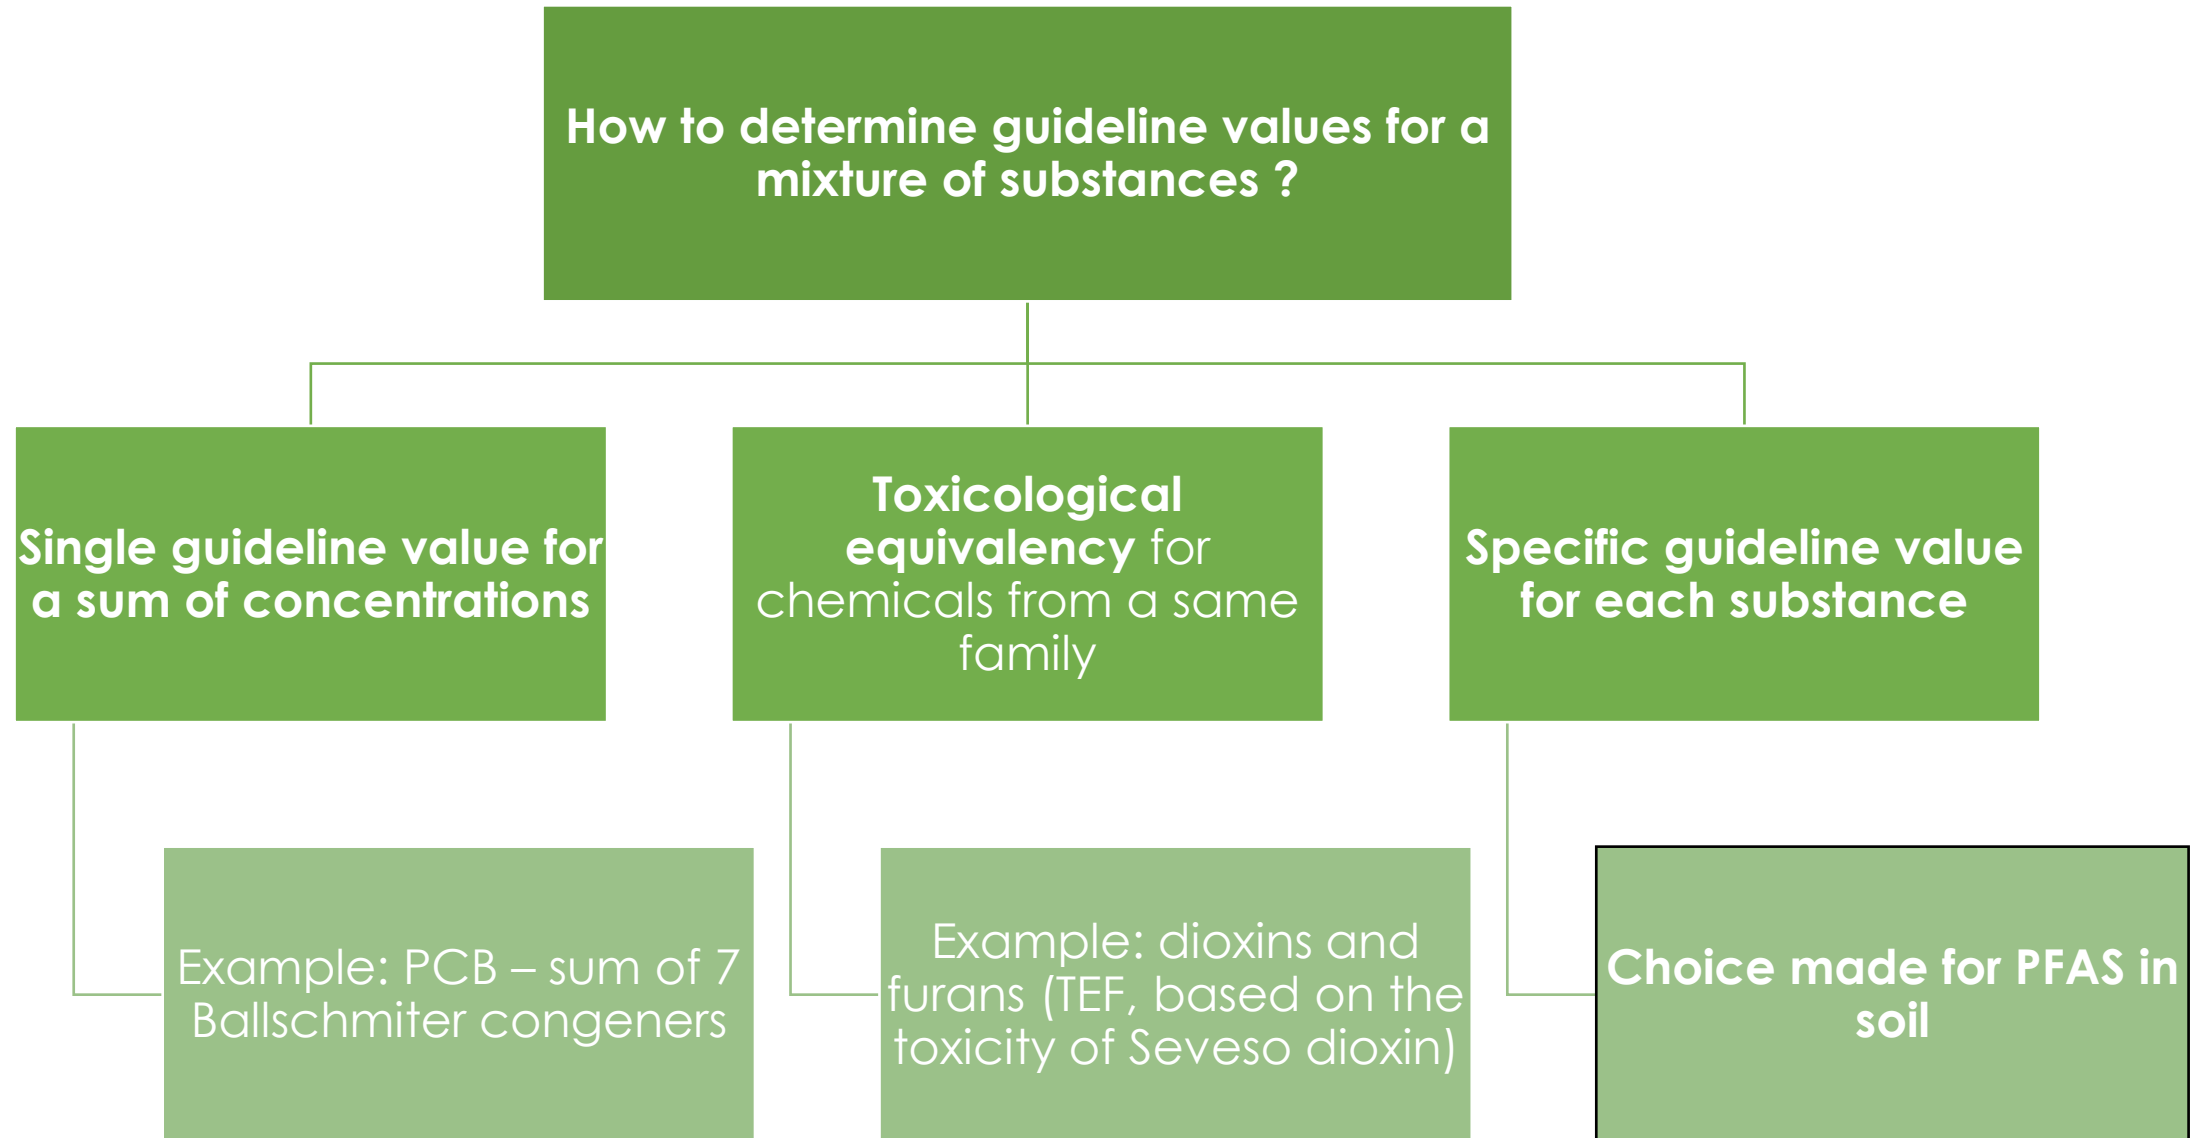 How to determine guideline values for a
mixture of substances ?
Single guideline value for
a sum of concentrations
Toxicological
equivalency for
chemicals from a same
family
Specific guideline value
for each substance
Example: PCB – sum of 7
Ballschmiter congeners
Example: dioxins and
furans (TEF, based on the
toxicity of Seveso dioxin)
Choice made for PFAS in
soil